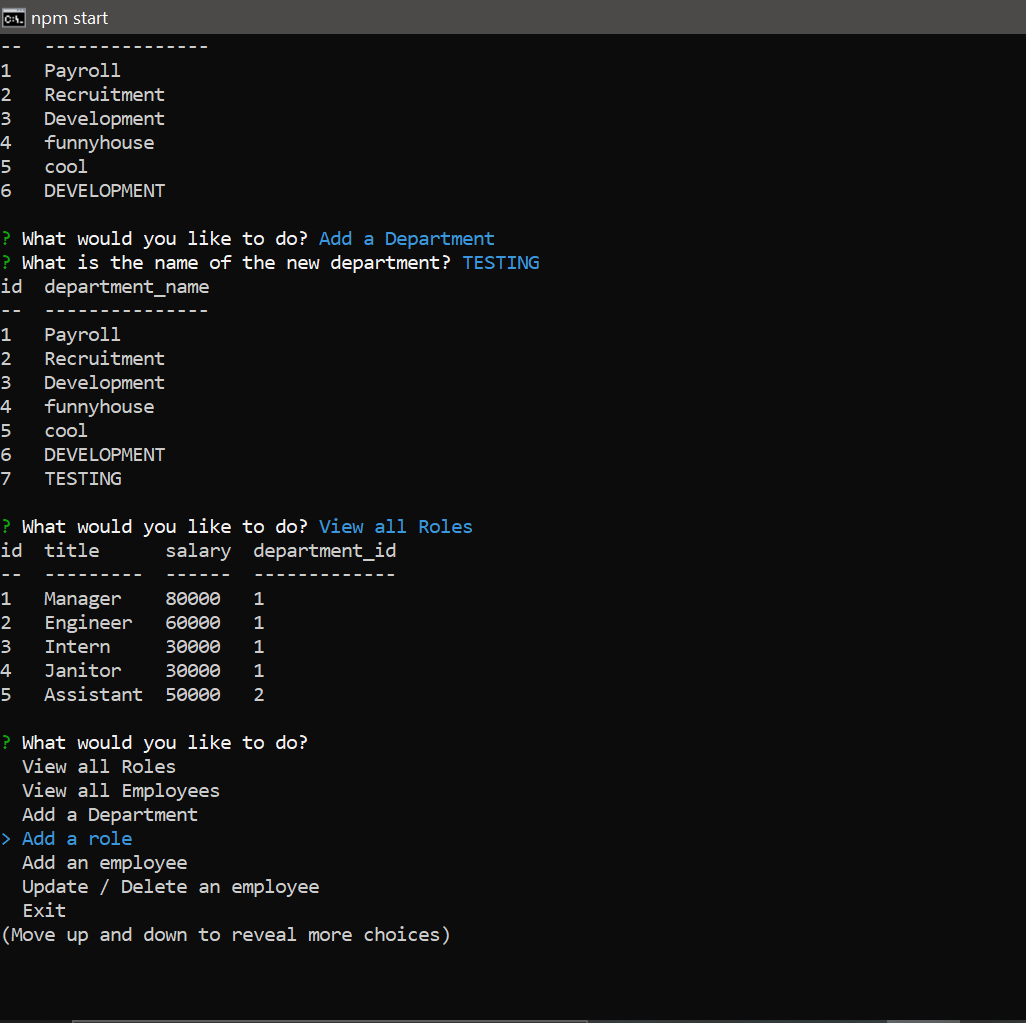 npm start
--  ---------------
1   Payroll
2   Recruitment
3   Development
4   funnyhouse
5   cool
6   DEVELOPMENT
? What would you like to do? Add a Department
? What is the name of the new department? TESTING
id  department_name
--  ---------------
1   Payroll
2   Recruitment
3   Development
4   funnyhouse
5   cool
6   DEVELOPMENT
7   TESTING
? What would you like to do? View all Roles
id  title      salary  department_id
--  ---------  ------  -------------
1   Manager    80000   1
2   Engineer   60000   1
3   Intern     30000   1
4   Janitor    30000   1
5   Assistant  50000   2
? What would you like to do?
  View all Roles
  View all Employees
  Add a Department
> Add a role
  Add an employee
  Update / Delete an employee
  Exit
(Move up and down to reveal more choices)